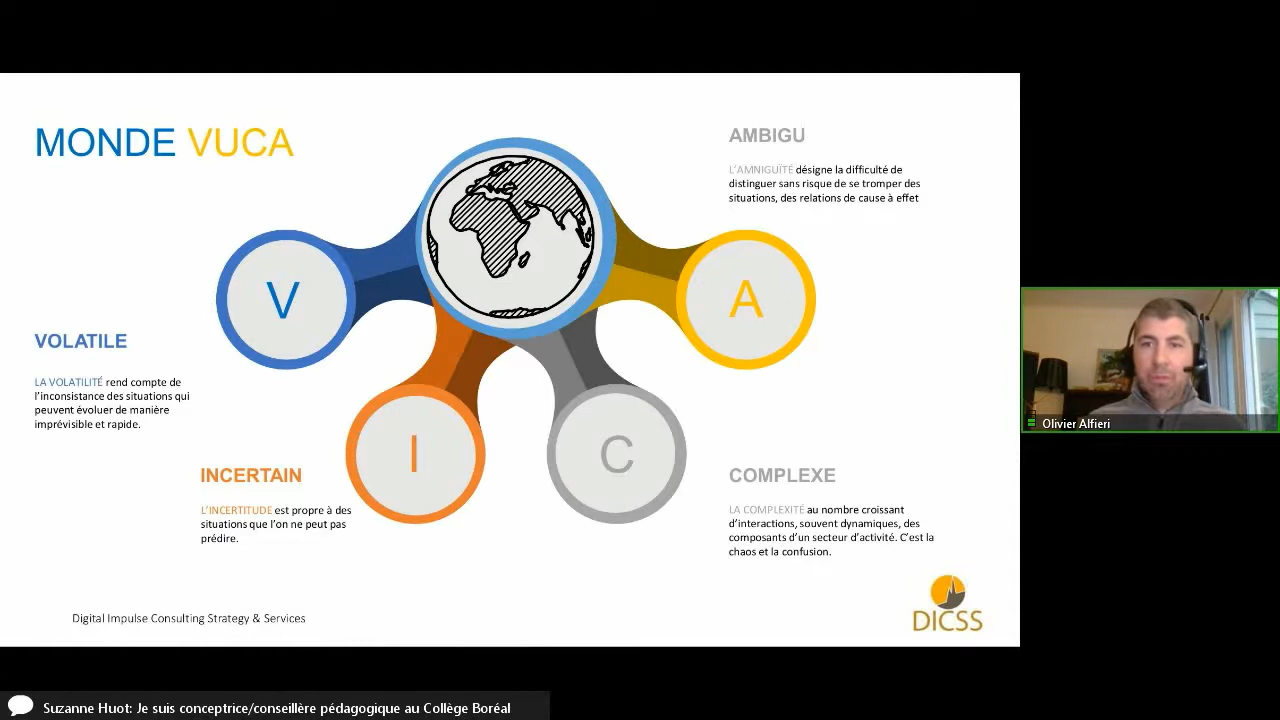 MONDE VUCA
V
I
C
A
VOLATILE
LA VOLATILITÉ rend compte de
l'inconsistance des situations qui
peuvent évoluer de manière
imprévisible et rapide.
INCERTAIN
L'INCERTITUDE est propre à des
situations que l'on ne peut pas
prédire.
AMBIGU
L'AMNIGUÏTÉ désigne la difficulté de
distinguer sans risque de se tromper des
situations, des relations de cause à effet
COMPLEXE
LA COMPLEXITÉ au nombre croissant
d'interactions, souvent dynamiques, des
composants d'un secteur d'activité. C'est la
chaos et la confusion.
Digital Impulse Consulting Strategy & Services
DICSS
Olivier Alfieri
Suzanne Huot: Je suis conceptrice/conseillère pédagogique au Collège Boréal